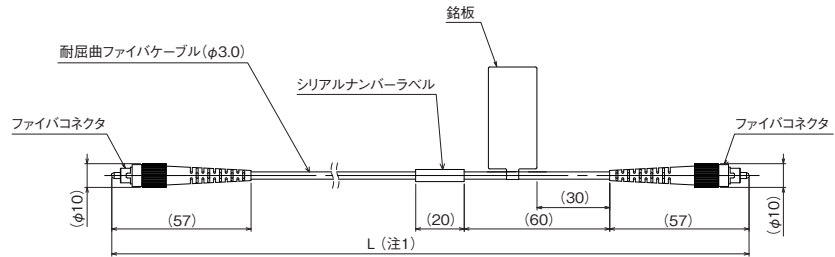 銘板
耐屈曲ファイバケーブル(φ3.0)
シリアルナンバーラベル
ファイバコネクタ
ファイバコネクタ
(φ10)
(57)
(20)
(60)
(30)
(57)
(φ10)
L (注1)